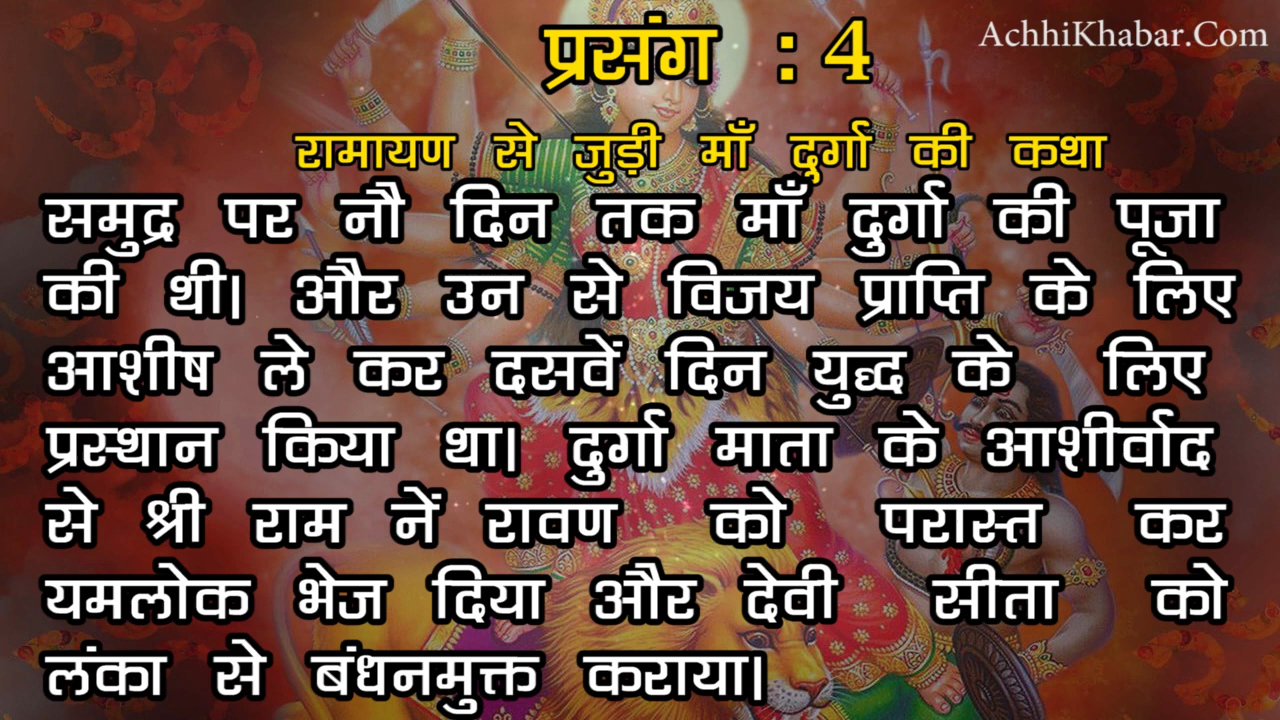 प्रसंग : 4
AchhiKhabar.Com
रामायण से जुड़ी माँ दुर्गा की कथा
समुद्र पर नौ दिन तक माँ दुर्गा की पूजा
की थी। और उन से विजय प्राप्ति के लिए
आशीष ले कर दसवें दिन युद्ध के लिए
प्रस्थान किया था। दुर्गा माता के आशीर्वाद
से श्री राम नें रावण को परास्त कर
यमलोक भेज दिया और देवी सीता को
लंका से बंधनमुक्त कराया।